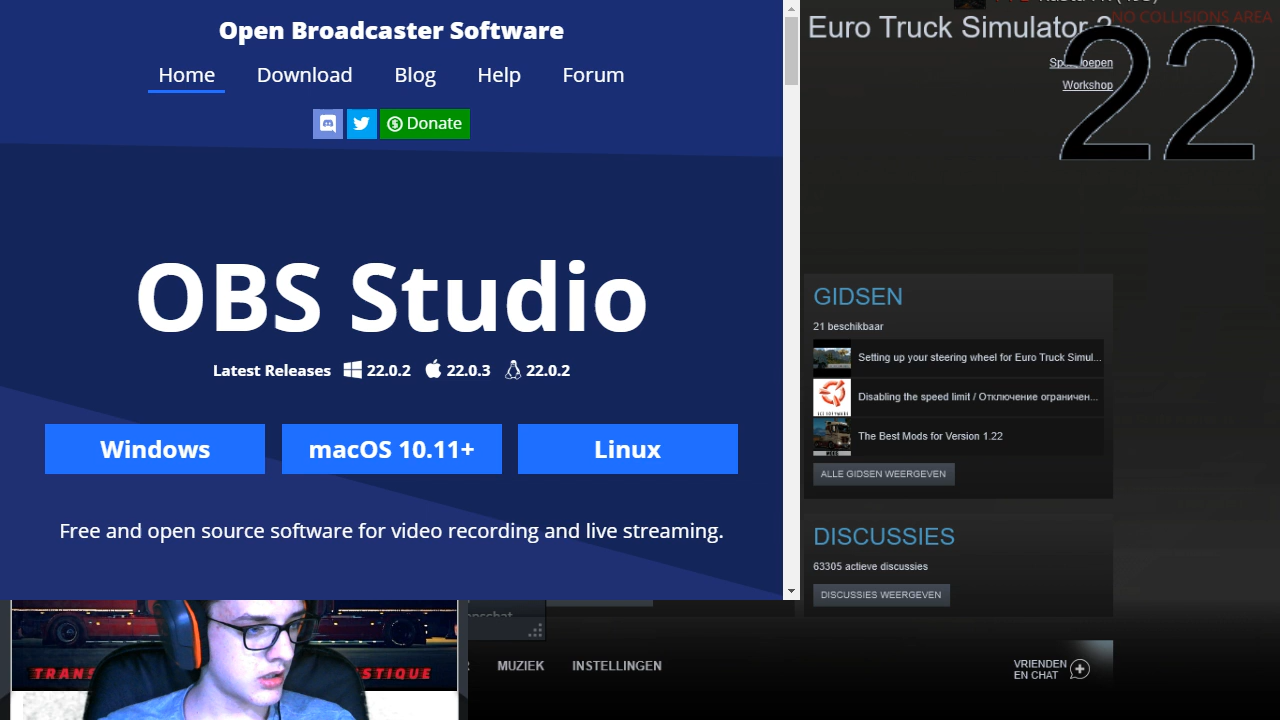 Open Broadcaster Software
Home
Download
Blog
Help
Forum
Donate
OBS Studio
Latest Releases 22.0.2 22.0.3 22.0.2
Windows
macOS 10.11+
Linux
Free and open source software for video recording and live streaming.
Euro Truck Simulator 2
NO COLLISIONS AREA
22
Workshop
GIDSEN
21 beschikbaar
Setting up your steering wheel for Euro Truck Simul...
Disabling the speed limit / Отключение ограничен...
The Best Mods for Version 1.22
ALLE GIDSEN WEERGEVEN
DISCUSSIES
63305 actieve discussies
DISCUSSIES WEERGEVEN
MUZIEK
INSTELLINGEN
VRIENDEN
EN CHAT
TRANS
STIQUE